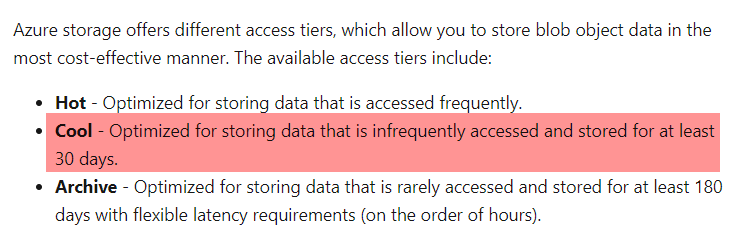 Azure storage offers different access tiers, which allow you to store blob object data in the
most cost-effective manner. The available access tiers include:
• Hot - Optimized for storing data that is accessed frequently.
• Cool - Optimized for storing data that is infrequently accessed and stored for at least
30 days.
• Archive - Optimized for storing data that is rarely accessed and stored for at least 180
days with flexible latency requirements (on the order of hours).